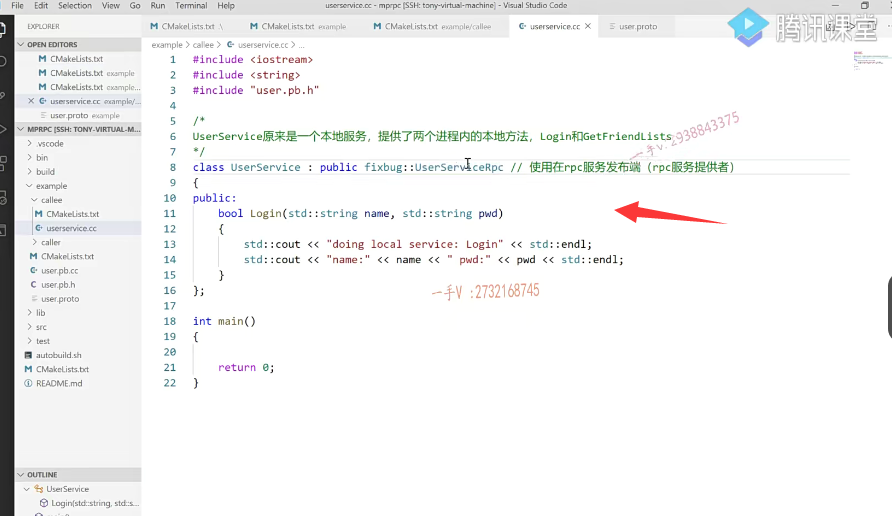 File Edit Selection View Go Run Terminal Help
userservice.cc - mprpc [SSH: tony-virtual-machine] - Visual Studio Code
腾讯课堂
EXPLORER
OPEN EDITORS
CMakeLists.txt
CMakeLists.txt example
CMakeLists.txt example/...
userservice.cc example/...
user.proto example
MPRPC [SSH: TONY-VIRTUAL-M...
.vscode
bin
build
example
callee
CMakeLists.txt
userservice.cc
caller
CMakeLists.txt
user.pb.cc
user.pb.h
user.proto
lib
src
test
autobuild.sh
CMakeLists.txt
README.md
OUTLINE
UserService
Login(std::string, std::s...
CMakeLists.txt .\
CMakeLists.txt example
CMakeLists.txt example/callee
userservice.cc
user.proto
example > callee > userservice.cc > ...
1 #include <iostream>
2 #include <string>
3 #include "user.pb.h"
4
5 /*
6 UserService原来是一个本地服务，提供了两个进程内的本地方法，Login和GetFriendLists
7 */
8 class UserService : public fixbug::UserServiceRpc // 使用在rpc服务发布端（rpc服务提供者）
9 {
10 public:
11 bool Login(std::string name, std::string pwd)
12 {
13 std::cout << "doing local service: Login" << std::endl;
14 std::cout << "name:" << name << " pwd:" << pwd << std::endl;
15 }
16 };
17
18 int main()
19 {
20
21 return 0;
22 }
一手v:2938843375
一手V :2732168745